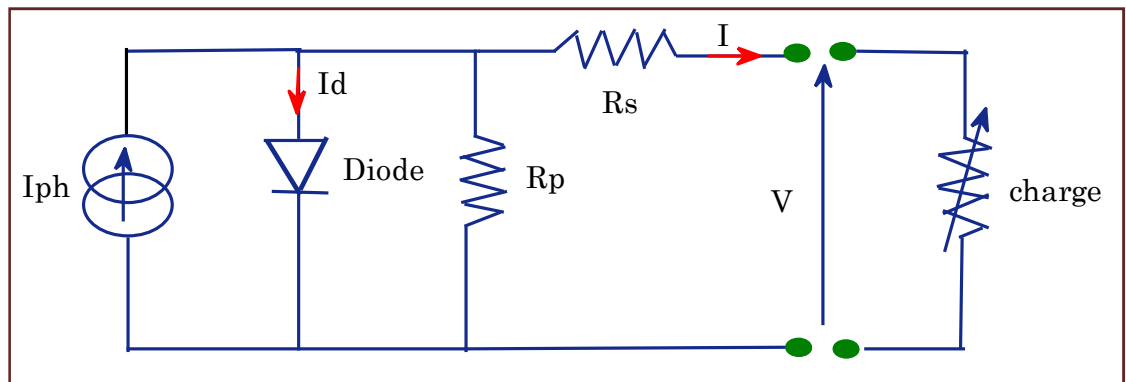 I
Id
Rs
Diode
Rp
Iph
V
charge